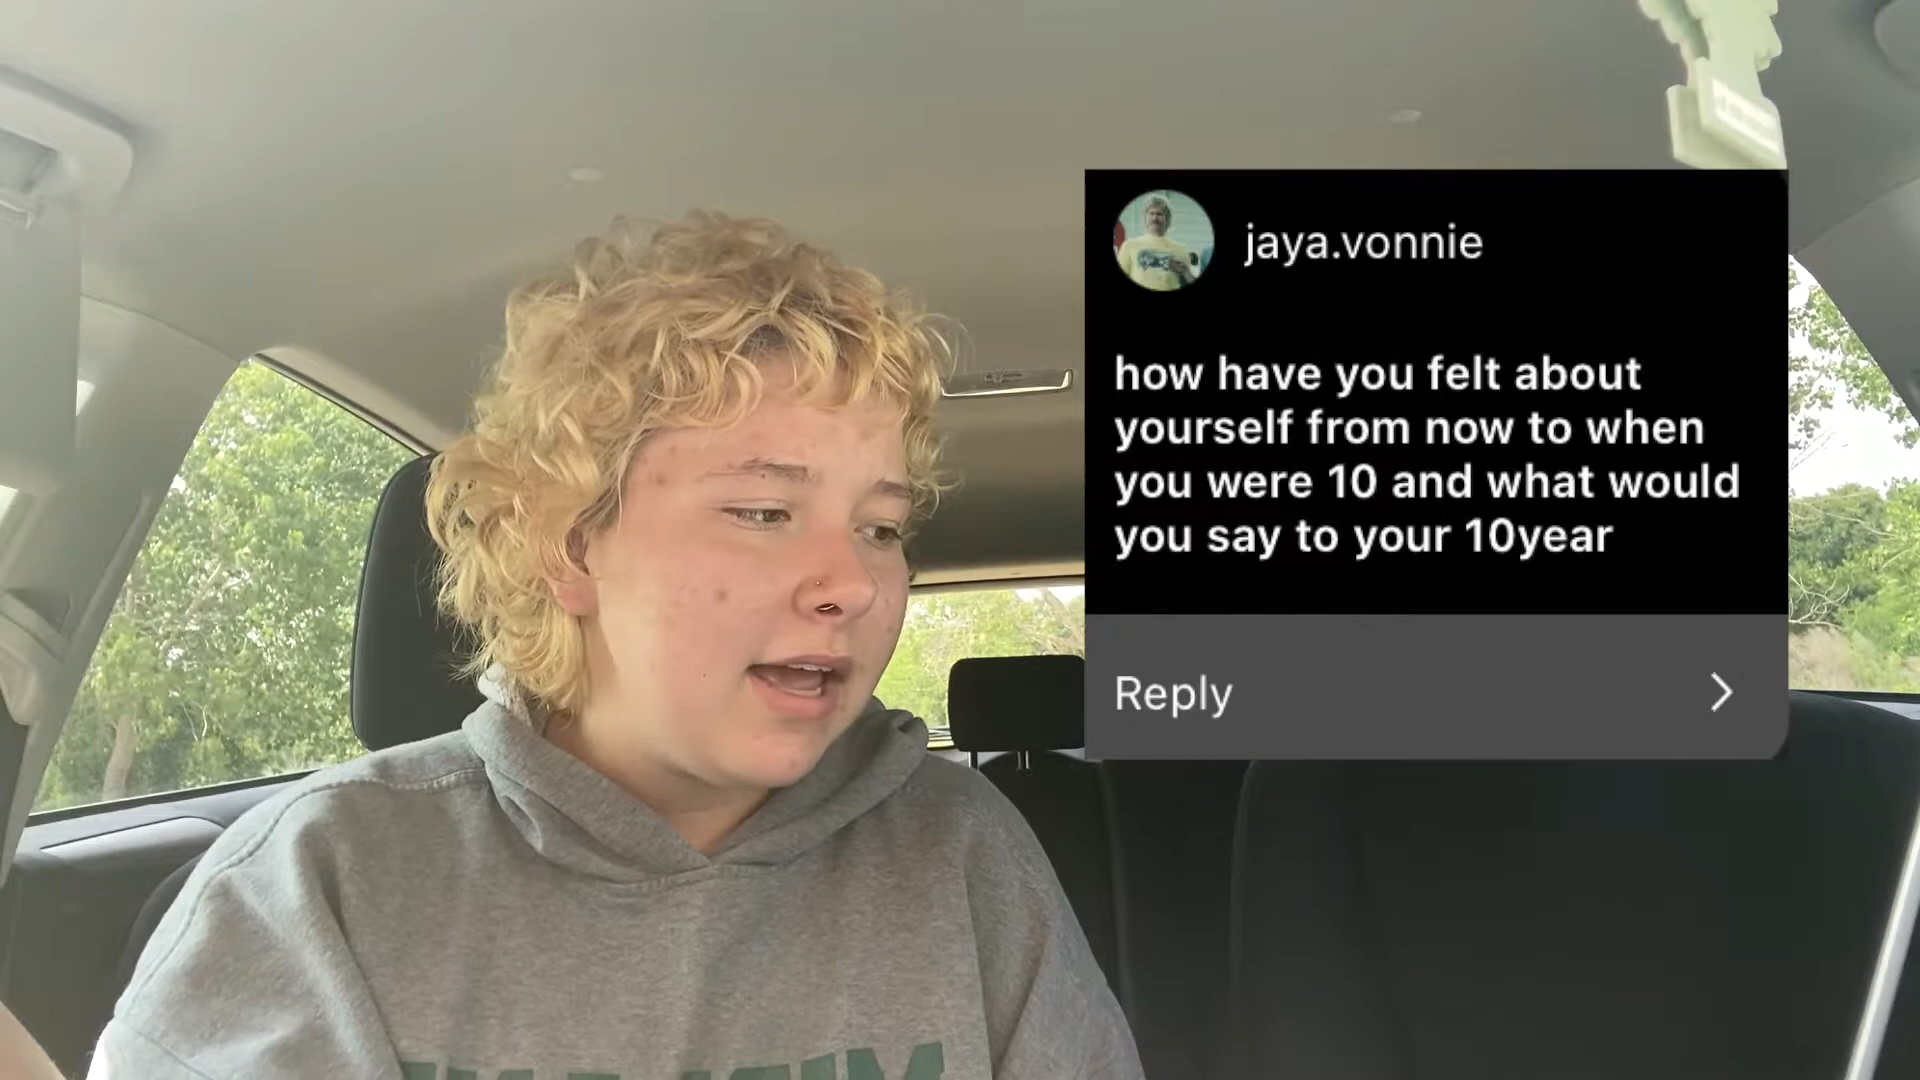 jaya.vonnie
how have you felt about
yourself from now to when
you were 10 and what would
you say to your 10year
Reply